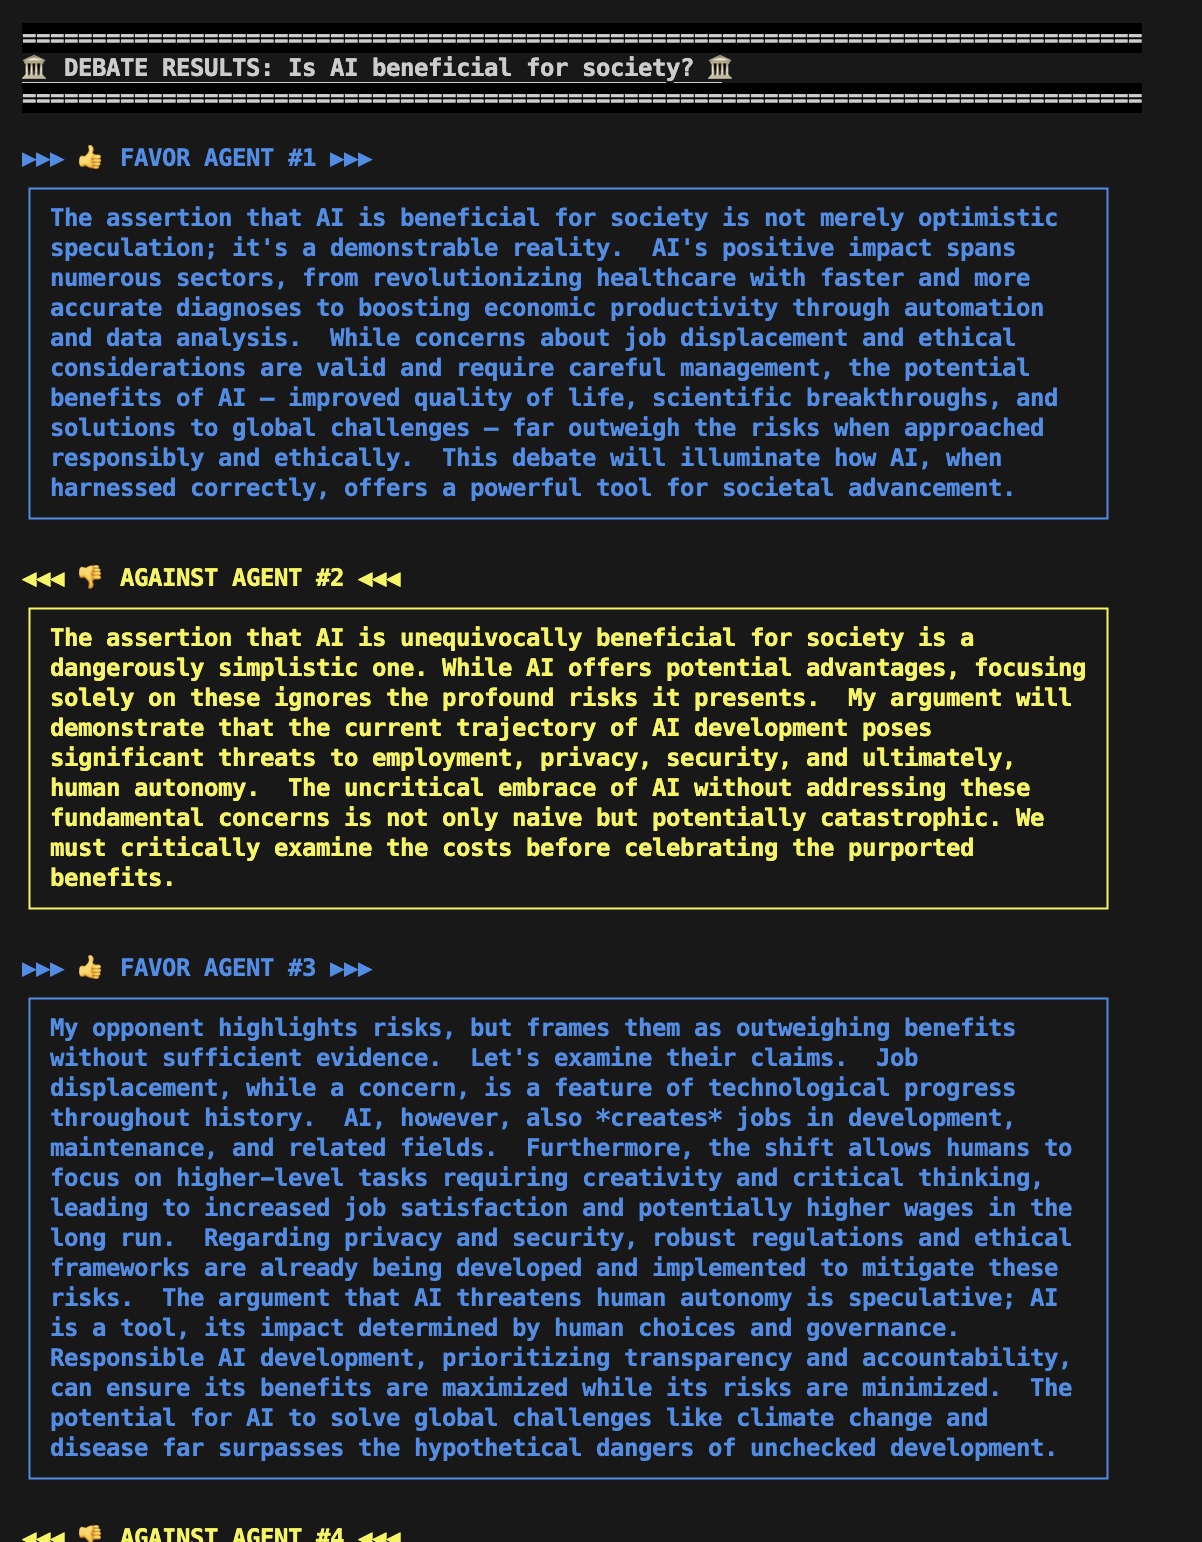 ================================================================================
🏛️ DEBATE RESULTS: Is AI beneficial for society? 🏛️
================================================================================
▶▶▶ 👍 FAVOR AGENT #1 ▶▶▶
The assertion that AI is beneficial for society is not merely optimistic
speculation; it's a demonstrable reality.  AI's positive impact spans
numerous sectors, from revolutionizing healthcare with faster and more
accurate diagnoses to boosting economic productivity through automation
and data analysis.  While concerns about job displacement and ethical
considerations are valid and require careful management, the potential
benefits of AI – improved quality of life, scientific breakthroughs, and
solutions to global challenges – far outweigh the risks when approached
responsibly and ethically.  This debate will illuminate how AI, when
harnessed correctly, offers a powerful tool for societal advancement.
◀◀◀ 👎 AGAINST AGENT #2 ◀◀◀
The assertion that AI is unequivocally beneficial for society is a
dangerously simplistic one. While AI offers potential advantages, focusing
solely on these ignores the profound risks it presents.  My argument will
demonstrate that the current trajectory of AI development poses
significant threats to employment, privacy, security, and ultimately,
human autonomy.  The uncritical embrace of AI without addressing these
fundamental concerns is not only naive but potentially catastrophic. We
must critically examine the costs before celebrating the purported
benefits.
▶▶▶ 👍 FAVOR AGENT #3 ▶▶▶
My opponent highlights risks, but frames them as outweighing benefits
without sufficient evidence.  Let's examine their claims.  Job
displacement, while a concern, is a feature of technological progress
throughout history.  AI, however, also *creates* jobs in development,
maintenance, and related fields.  Furthermore, the shift allows humans to
focus on higher-level tasks requiring creativity and critical thinking,
leading to increased job satisfaction and potentially higher wages in the
long run.  Regarding privacy and security, robust regulations and ethical
frameworks are already being developed and implemented to mitigate these
risks.  The argument that AI threatens human autonomy is speculative; AI
is a tool, its impact determined by human choices and governance.
Responsible AI development, prioritizing transparency and accountability,
can ensure its benefits are maximized while its risks are minimized.  The
potential for AI to solve global challenges like climate change and
disease far surpasses the hypothetical dangers of unchecked development.
◀◀◀ 👎 AGAINST AGENT #4 ◀◀◀